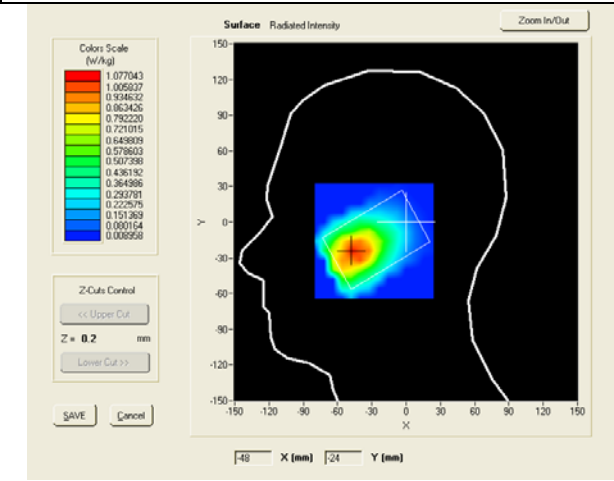 Surface Radiated Intensity
Zoom In/Out
Colors Scale
(W/kg)
1.077043
1.005837
0.934632
0.863426
0.792220
0.721015
0.649809
0.578603
0.507398
0.436192
0.364986
0.293781
0.222575
0.151369
0.080164
0.008958
Z-Cuts Control
<< Upper Cut
Z = 0.2 mm
Lower Cut >>
SAVE Cancel
150-
120-
90-
60-
30-
0-
-30-
-60-
-90-
-120-
-150-
Y
-150 -120 -90 -60 -30 0 30 60 90 120 150
X
-48 X (mm) -24 Y (mm)